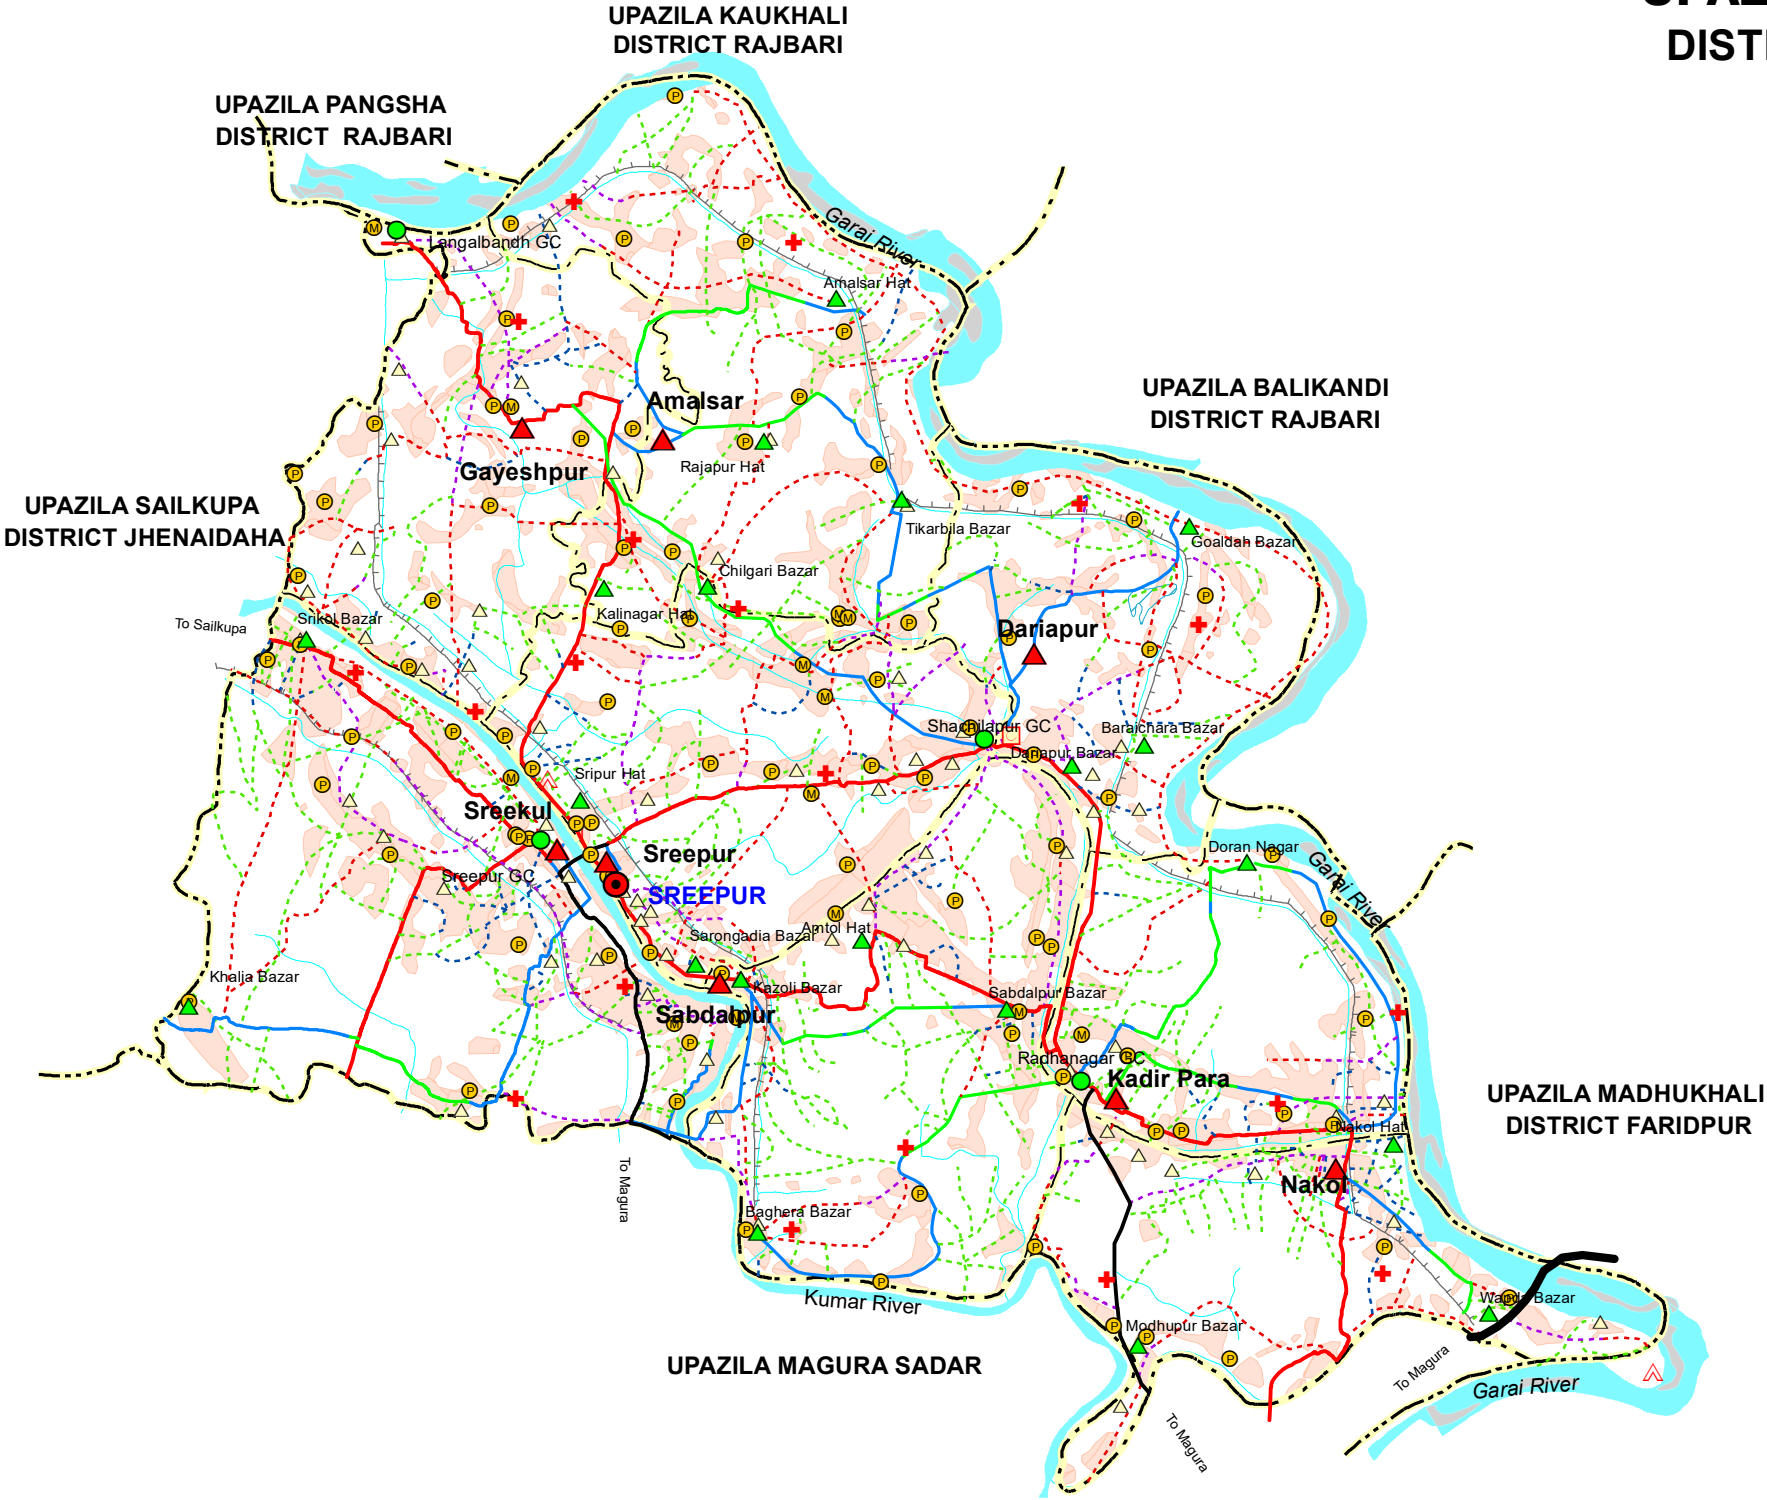 UPAZILA KAUKHALI
DISTRICT RAJBARI
DIST
UPAZILA PANGSHA
DISTRICT RAJBARI
Garai River
Langalbandh GC
Amalsar Hat
UPAZILA BALIKANDI
DISTRICT RAJBARI
Amalsar
Gayeshpur
Rajapur Hat
UPAZILA SAILKUPA
DISTRICT JHENAIDAHA
Tikarbila Bazar
Goaldah Bazar
Chilgari Bazar
Kalinagar Hat
To Sailkupa
Srikol Bazar
Dariapur
Shachilapur GC
Baraichara Bazar
Dariapur Bazar
Sripur Hat
Sreekul
Sreepur
Doran Nagar
Garai River
Sreepur GC
SREEPUR
Amtol Hat
Sarongadia Bazar
Khalia Bazar
Kazoli Bazar
Sabdalpur Bazar
Sabdalpur
Radhanagar GC
Kadir Para
UPAZILA MADHUKHALI
DISTRICT FARIDPUR
Nakol Hat
To Magura
Nakol
Baghera Bazar
Kumar River
Wapda Bazar
Modhupur Bazar
UPAZILA MAGURA SADAR
To Magura
Garai River
To Magura